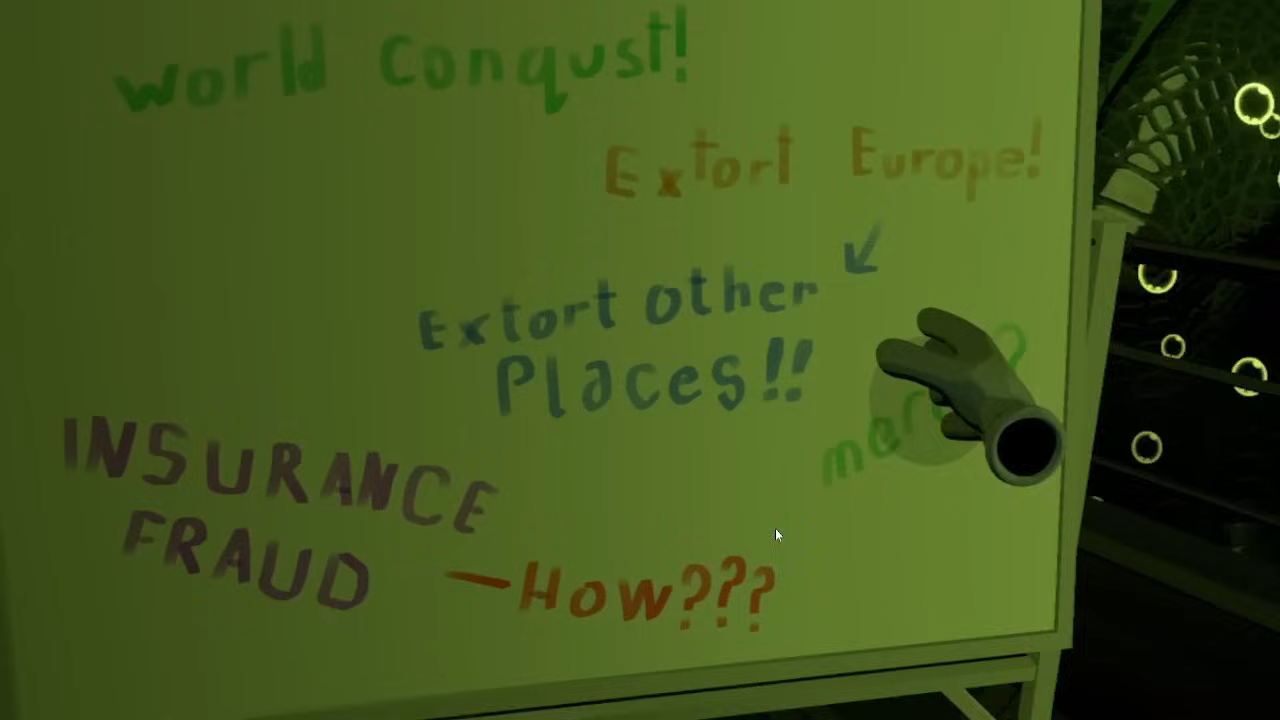 world conqust!
Extort Europe!
Extort other
Places!!
INSURANCE
FRAUD
—How???